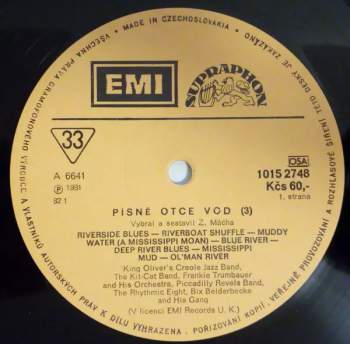 • MADE IN CZECHOSLOVAKIA •
VŠECHNA PRÁVA GRAMOFONOVÉHO VÝROBCE A VLASTNÍKŮ AUTORSKÝCH PRÁV K DÍLU VYHRAZENA. POŘIZOVÁNÍ KOPIÍ, VEŘEJNÉ PROVOZOVÁNÍ A ROZHLASOVÉ ŠÍŘENÍ TÉTO DESKY JE ZAKÁZÁNO
EMI
SUPRAPHON
33
A 6641
℗ 1981
82 1
OSA
1015 2748
Kčs 60,-
1. strana
PÍSNĚ OTCE VOD (3)
Vybral a sestavil Z. Mácha
RIVERSIDE BLUES — RIVERBOAT SHUFFLE — MUDDY
WATER (A MISSISSIPPI MOAN) — BLUE RIVER —
DEEP RIVER BLUES — MISSISSIPPI
MUD — OL'MAN RIVER
King Oliver's Creole Jazz Band,
The Kit-Cat Band, Frankie Trumbauer
and His Orchestra, Piccadilly Revels Band,
The Rhythmic Eight, Bix Beiderbecke
and His Gang
(V licenci EMI Records U. K.)